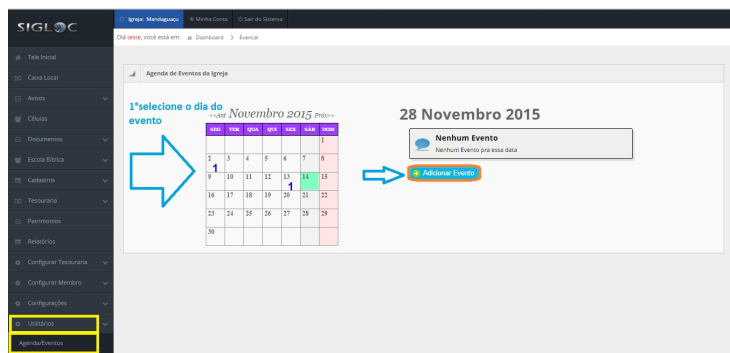 SIGLOC
Igreja: Mandaguaçu Minha Conta Sair do Sistema
Olá teste, você está em: Dashboard > Evencal
Tela Inicial
Caixa Local
Avisos
Documentos
Escola Bíblica
Cadastros
Tesouraria
Patrimonios
Relatórios
Configurar Tesouraria
Configurar Membro
Configurações
Utilitários
Agenda/Eventos
Agenda de Eventos da Igreja
1°selecione o dia do
evento
<<Ant Novembro 2015 Próx>>
SEG TER QUA QUI SEX SÁB DOM
1
2 3 4 5 6 7 8
1
9 10 11 12 13 14 15
1
16 17 18 19 20 21 22
23 24 25 26 27 28 29
30
28 Novembro 2015
Nenhum Evento
Nenhum Evento pra essa data
Adicionar Evento